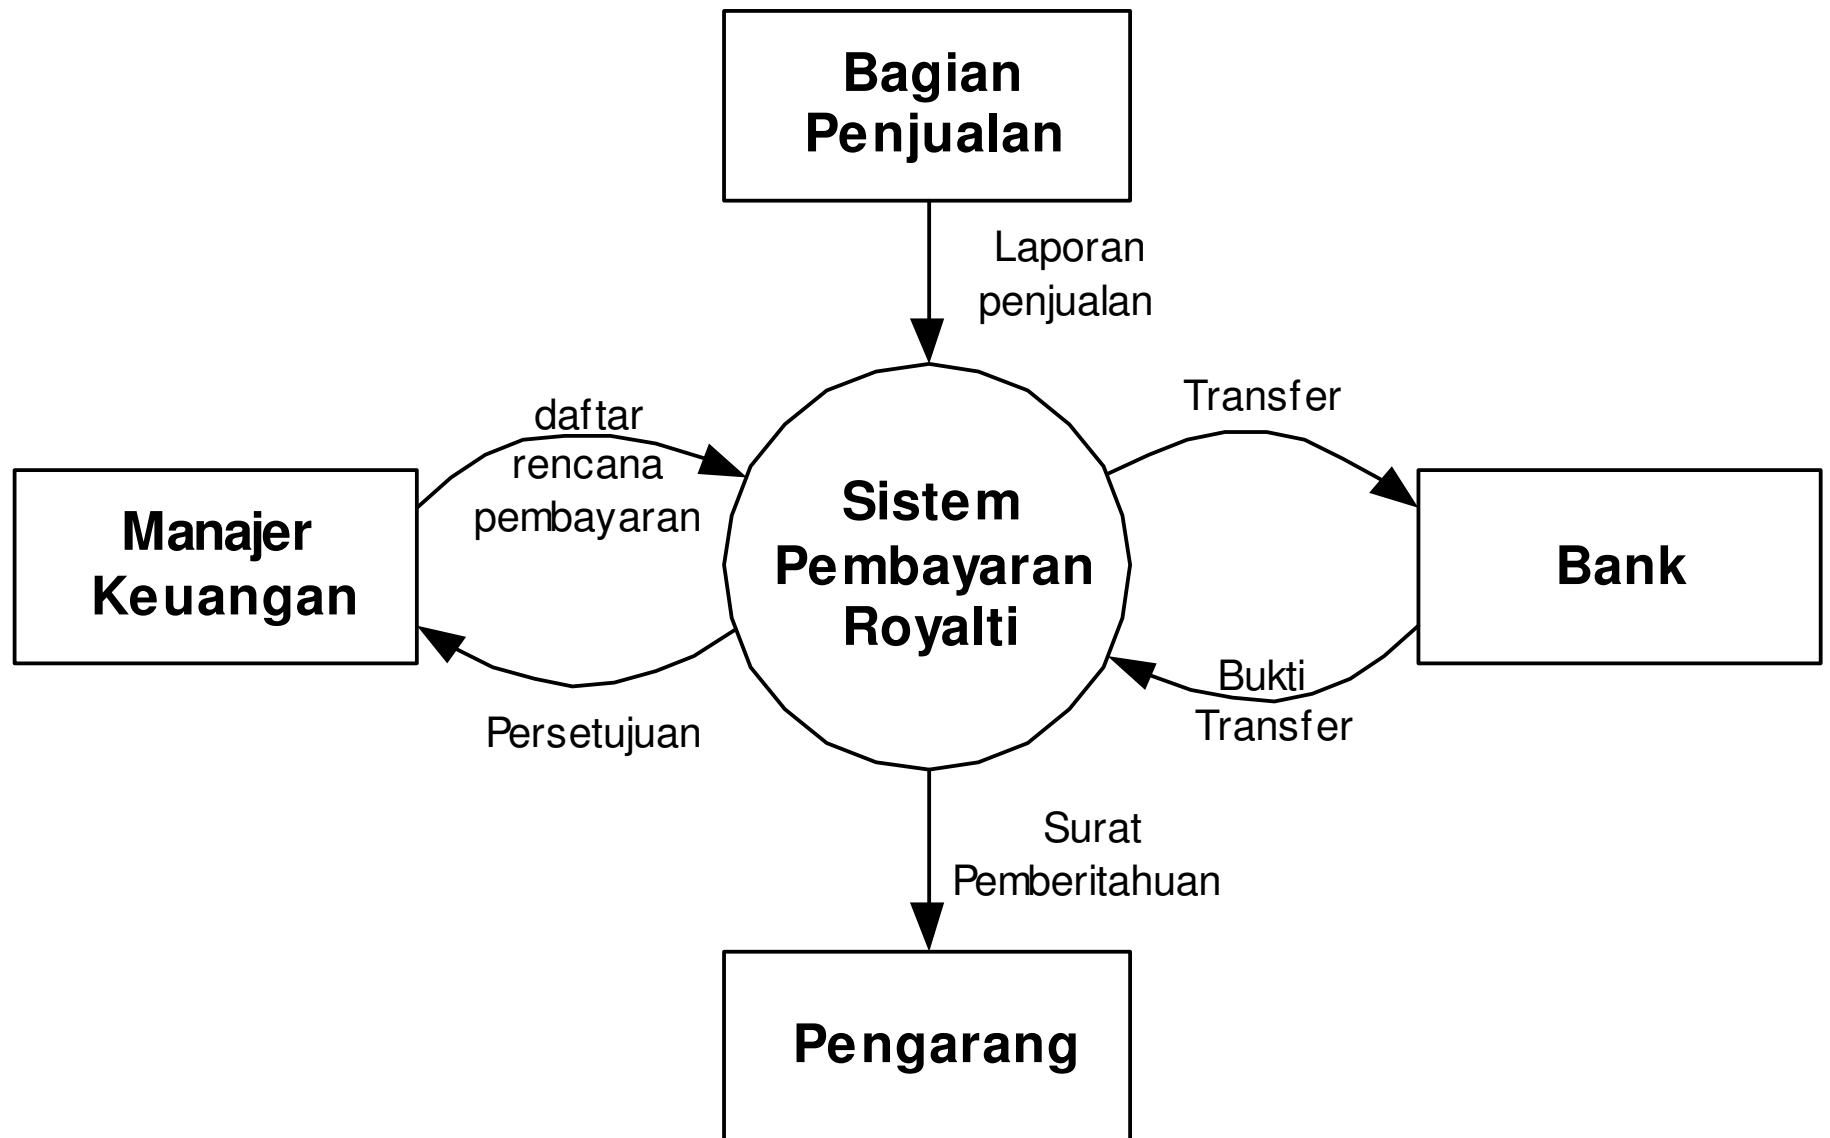 Bagian
Penjualan
Laporan
penjualan
daftar
rencana
pembayaran
Transfer
Manajer
Keuangan
Sistem
Pembayaran
Royalti
Bank
Persetujuan
Bukti
Transfer
Surat
Pemberitahuan
Pengarang